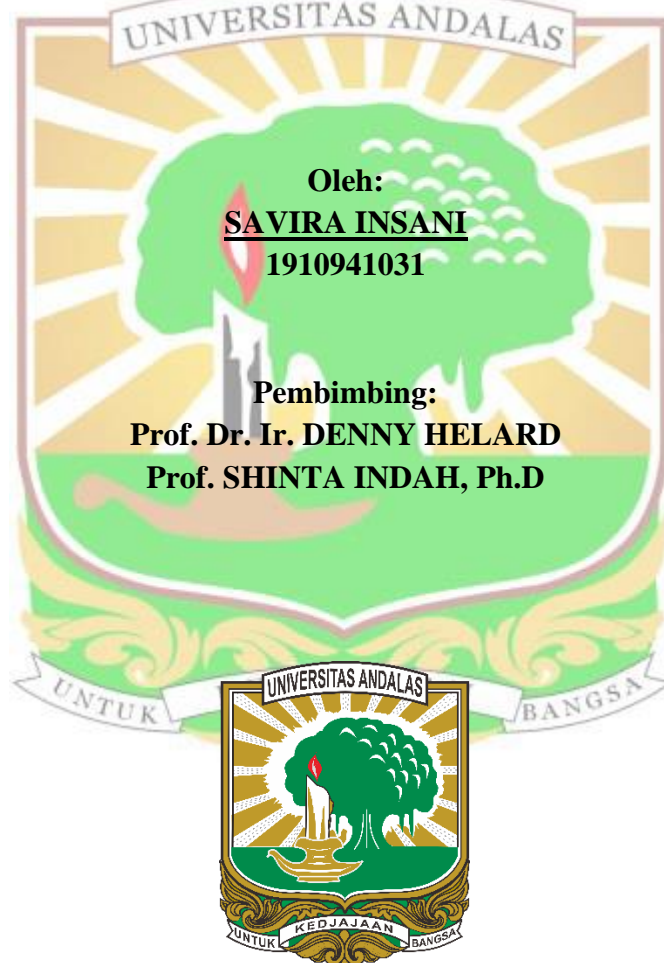 UNIVERSITAS ANDALAS
Oleh:
SAVIRA INSANI
1910941031
Pembimbing:
Prof. Dr. Ir. DENNY HELARD
Prof. SHINTA INDAH, Ph.D
UNTUK BANGSA
UNIVERSITAS ANDALAS
UNTUK KEDJAJAAN BANGSA